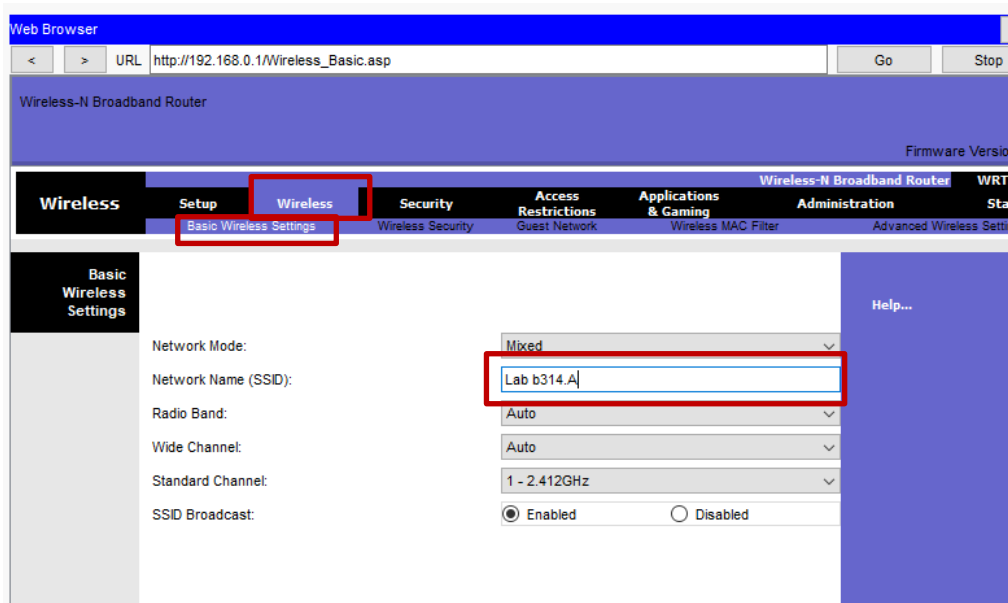 Web Browser
< > URL http://192.168.0.1/Wireless_Basic.asp Go Stop
Wireless-N Broadband Router
Firmware Versio
Wireless-N Broadband Router WRT
Wireless Setup Wireless Security Access Restrictions Applications & Gaming Administration Sta
Basic Wireless Settings Wireless Security Guest Network Wireless MAC Filter Advanced Wireless Setti
Basic
Wireless
Settings
Help...
Network Mode: Mixed
Network Name (SSID): Lab b314.A
Radio Band: Auto
Wide Channel: Auto
Standard Channel: 1 - 2.412GHz
SSID Broadcast: Enabled Disabled